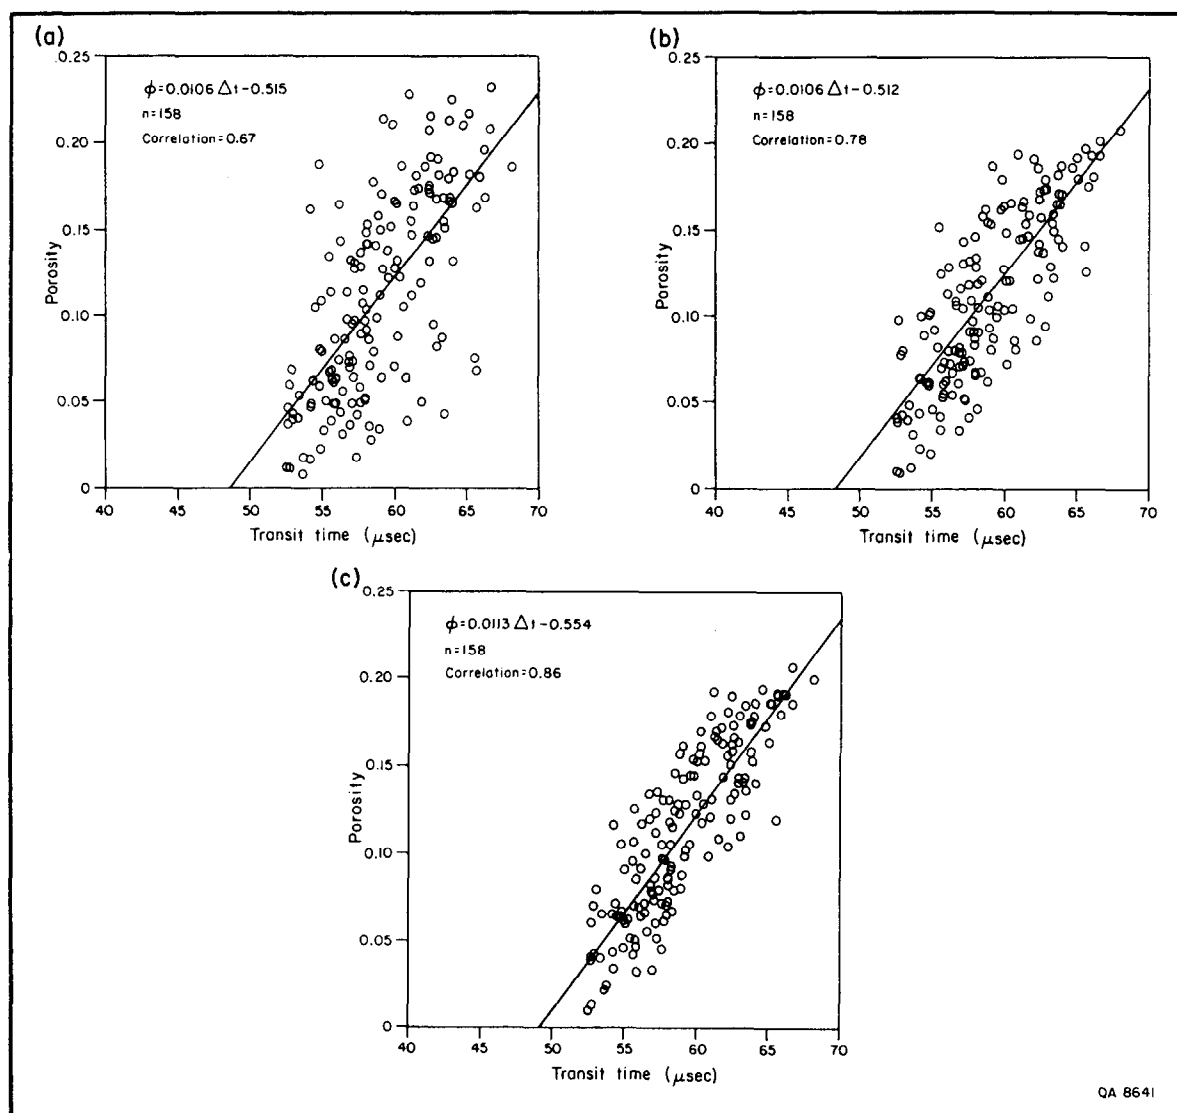 (a)
0.25
0.20
0.15
0.10
0.05
0
Porosity
ϕ=0.0106 Δt−0.515
n=158
Correlation=0.67
40 45 50 55 60 65 70
Transit time (μsec)
(b)
0.25
0.20
0.15
0.10
0.05
0
Porosity
ϕ=0.0106 Δt−0.512
n=158
Correlation=0.78
40 45 50 55 60 65 70
Transit time (μsec)
(c)
0.25
0.20
0.15
0.10
0.05
0
Porosity
ϕ=0.0113 Δt−0.554
n=158
Correlation=0.86
40 45 50 55 60 65 70
Transit time (μsec)
QA 8641